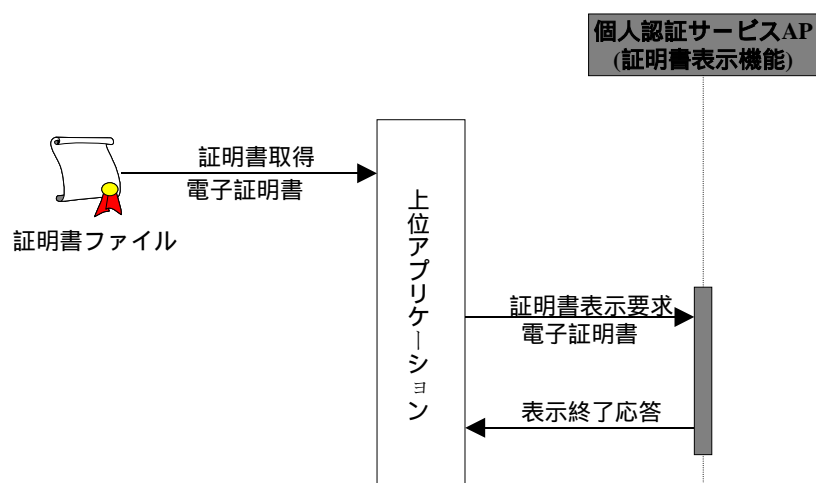 個人認証サービスAP
(証明書表示機能)
証明書取得
電子証明書
証明書ファイル
上位アプリケーション
証明書表示要求
電子証明書
表示終了応答